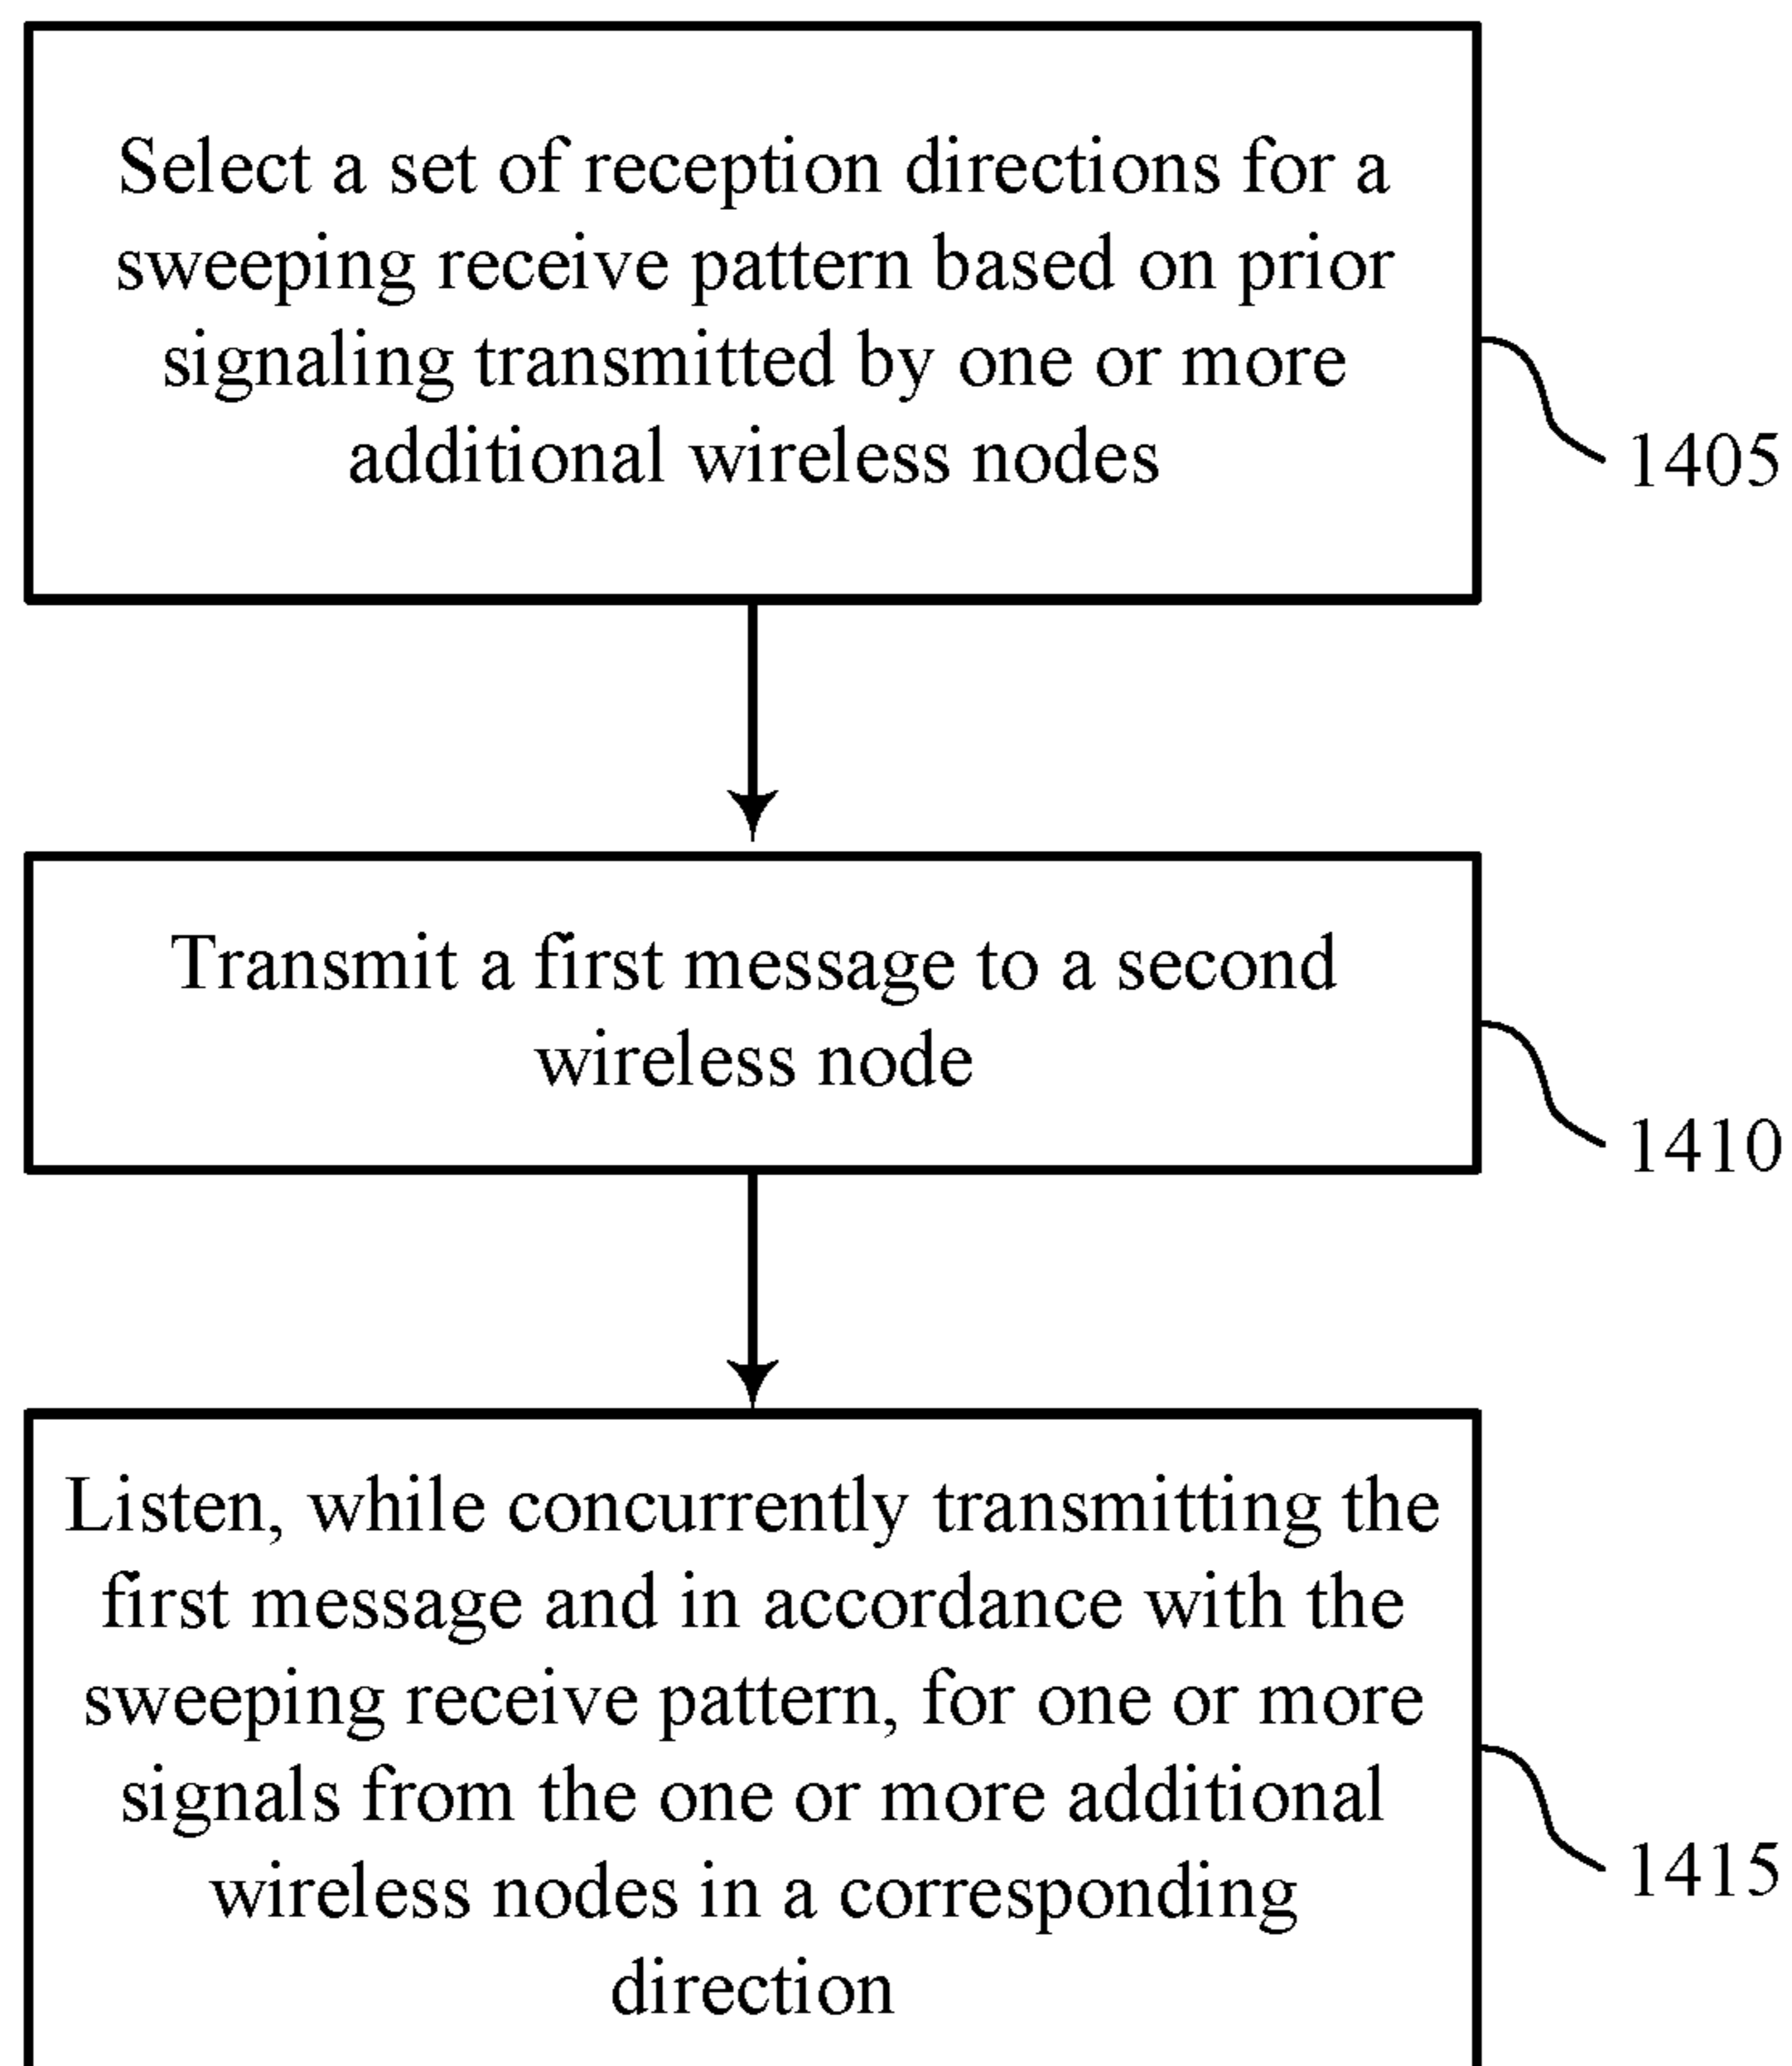 Select a set of reception directions for a
sweeping receive pattern based on prior
signaling transmitted by one or more
additional wireless nodes
1405
Transmit a first message to a second
wireless node
1410
Listen, while concurrently transmitting the
first message and in accordance with the
sweeping receive pattern, for one or more
signals from the one or more additional
wireless nodes in a corresponding
direction
1415